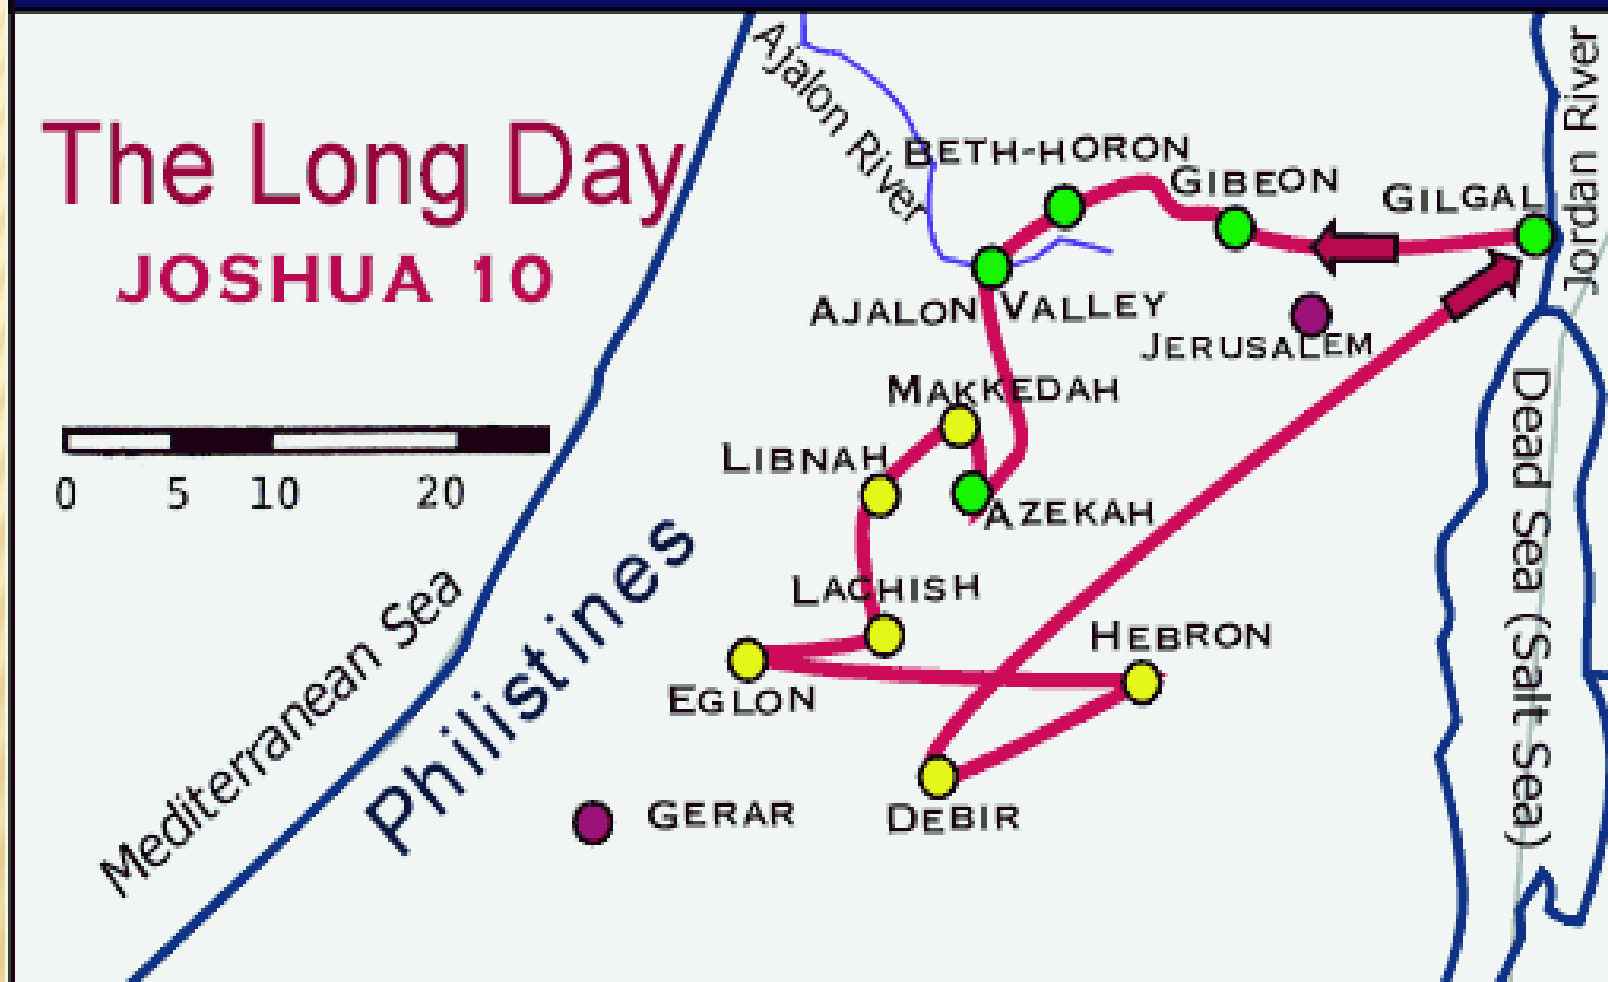 The Long Day
JOSHUA 10
0 5 10 20
Mediterranean Sea
Philistines
Ajalon River
BETH-HORON
GIBEON
GILGAL
Jordan River
AJALON VALLEY
JERUSALEM
MAKKEDAH
LIBNAH
AZEKAH
LACHISH
HEBRON
EGLON
GERAR
DEBIR
Dead Sea (Salt Sea)